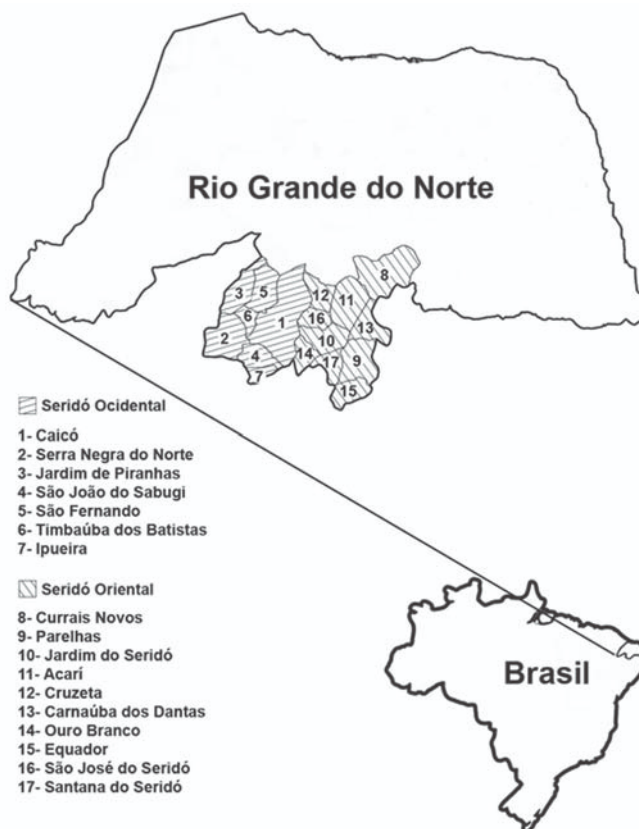 Rio Grande do Norte
8
3
5
12
11
6
1
16
13
2
10
4
14
17
9
7
15
Seridó Ocidental
1- Caicó
2- Serra Negra do Norte
3- Jardim de Piranhas
4- São João do Sabugi
5- São Fernando
6- Timbaúba dos Batistas
7- Ipueira
Seridó Oriental
8- Currais Novos
9- Parelhas
10- Jardim do Seridó
11- Acarí
12- Cruzeta
13- Carnaúba dos Dantas
14- Ouro Branco
15- Equador
16- São José do Seridó
17- Santana do Seridó
Brasil